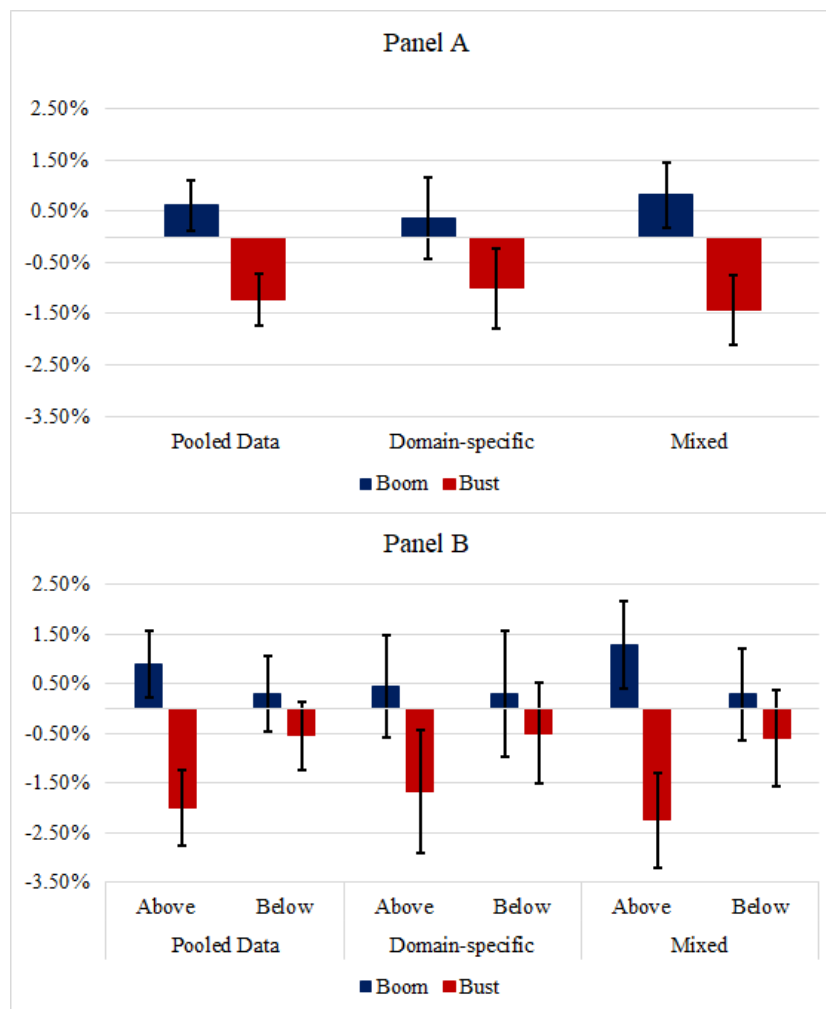 Panel A
2.50%
1.50%
0.50%
-0.50%
-1.50%
-2.50%
-3.50%
Pooled Data Domain-specific Mixed
Boom Bust
Panel B
2.50%
1.50%
0.50%
-0.50%
-1.50%
-2.50%
-3.50%
Above Below Above Below Above Below
Pooled Data Domain-specific Mixed
Boom Bust